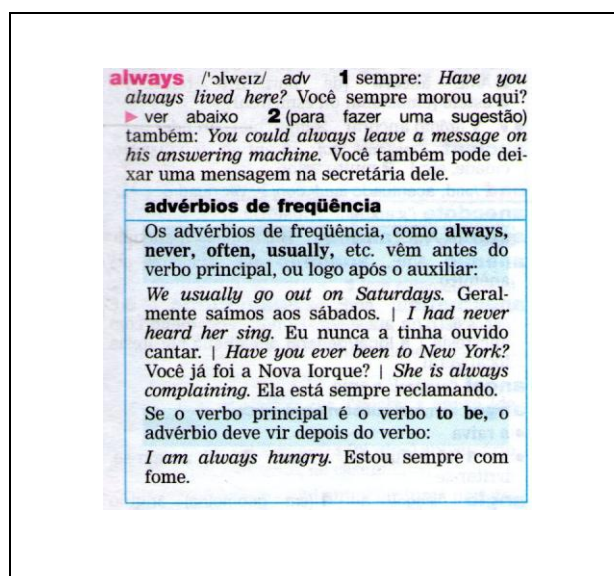 always /ˈɔlweɪz/ adv 1 sempre: Have you
always lived here? Você sempre morou aqui?
▶ ver abaixo 2 (para fazer uma sugestão)
também: You could always leave a message on
his answering machine. Você também pode dei-
xar uma mensagem na secretária dele.
advérbios de freqüência
Os advérbios de freqüência, como always,
never, often, usually, etc. vêm antes do
verbo principal, ou logo após o auxiliar:
We usually go out on Saturdays. Geral-
mente saímos aos sábados. | I had never
heard her sing. Eu nunca a tinha ouvido
cantar. | Have you ever been to New York?
Você já foi a Nova Iorque? | She is always
complaining. Ela está sempre reclamando.
Se o verbo principal é o verbo to be, o
advérbio deve vir depois do verbo:
I am always hungry. Estou sempre com
fome.